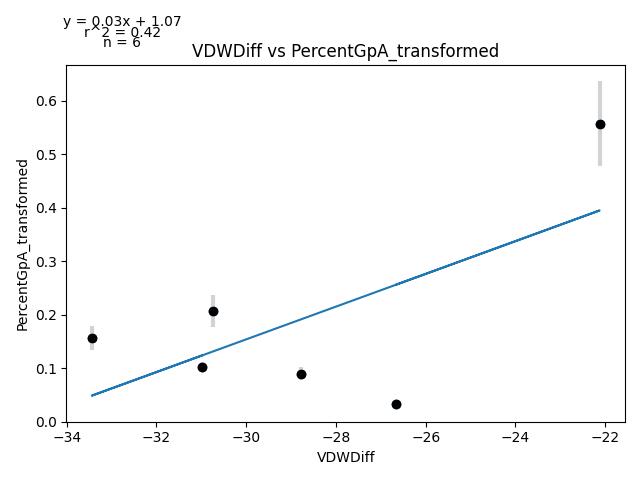 y = 0.03x + 1.07
r^2 = 0.42
n = 6
VDWDiff vs PercentGpA_transformed
PercentGpA_transformed
0.6
0.5
0.4
0.3
0.2
0.1
0.0
−34
−32
−30
−28
−26
−24
−22
VDWDiff